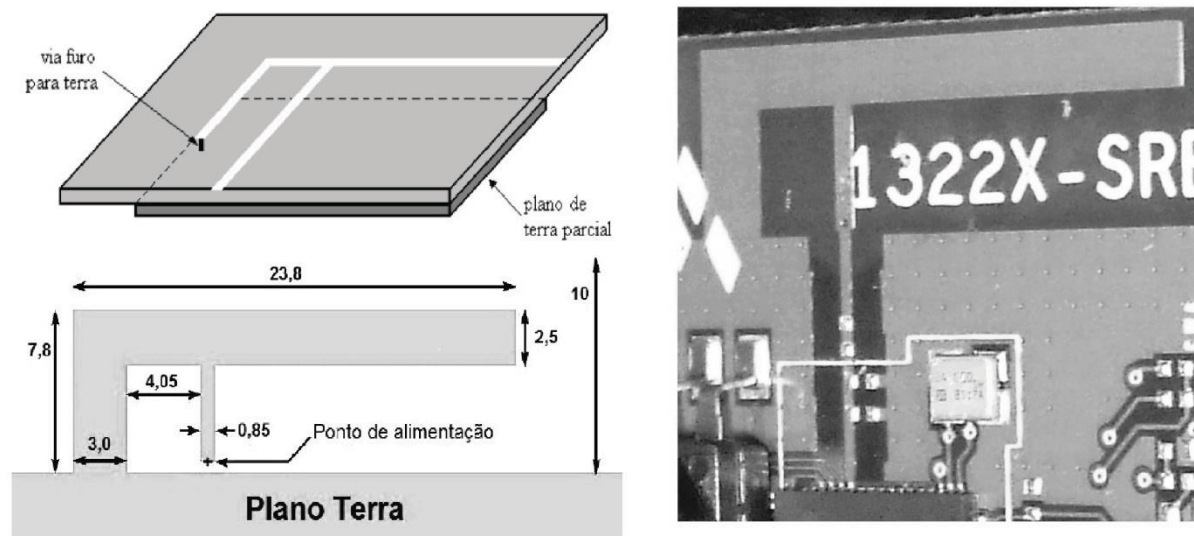 via furo
para terra
plano de
terra parcial
23,8
10
7,8
2,5
4,05
0,85
Ponto de alimentação
3,0
Plano Terra
1322X-SRB